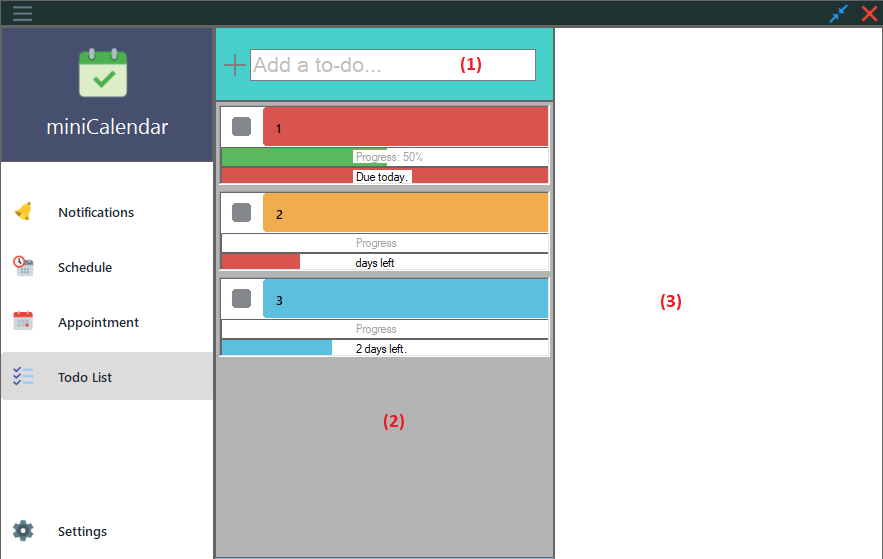 miniCalendar
Notifications
Schedule
Appointment
Todo List
Settings
Add a to-do... (1)
1
Progress: 50%
Due today.
2
Progress
days left
3
Progress
2 days left.
(2)
(3)